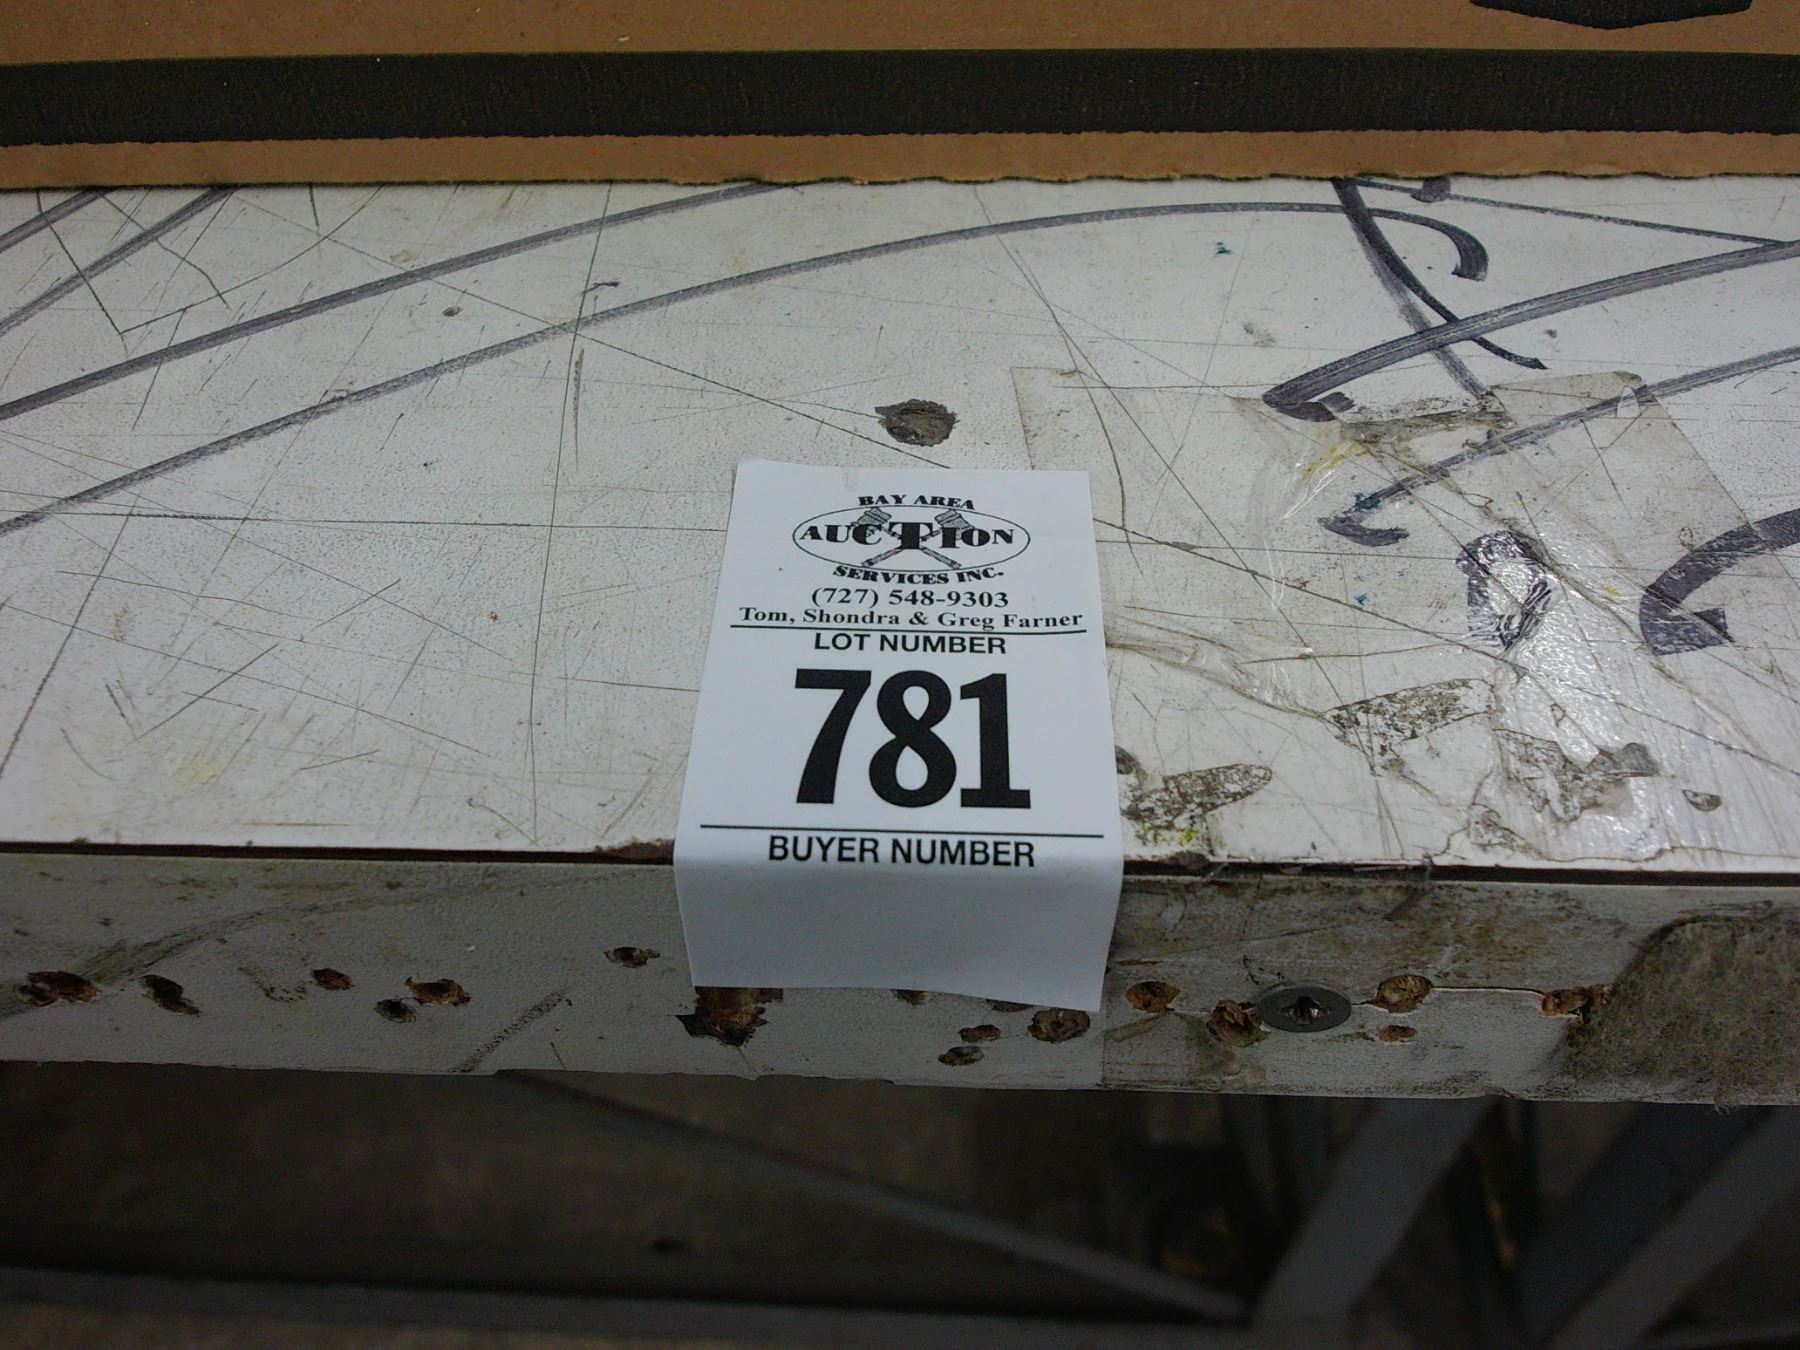 BAY AREA
AUCTION
SERVICES INC.
(727) 548-9303
Tom, Shondra & Greg Farner
LOT NUMBER
781
BUYER NUMBER